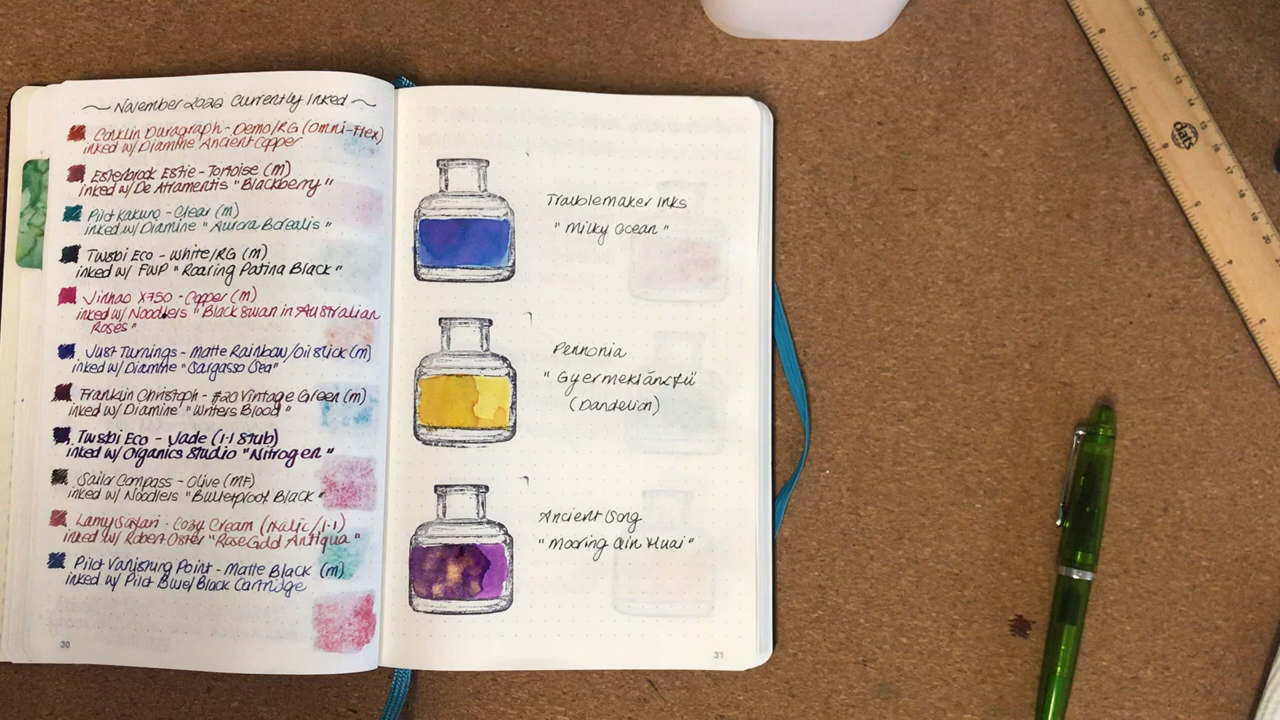 ~ November 2022 Currently Inked ~
Conklin Duragraph - Demo/RG (Omni-Flex)
inked w/ Diamine Ancient Copper
Esterbrook Estie - Tortoise (m)
inked w/ De Atramentis "Blackberry"
Pilot Kakuno - Clear (m)
inked w/ Diamine "Aurora Borealis"
Twsbi Eco - White/RG (m)
inked w/ FWP "Roaring Patina Black"
Jinhao X750 - Copper (m)
inked w/ Noodlers "Black Swan in Australian
Roses"
Just Turnings - Matte Rainbow/Oilstick (m)
inked w/ Diamine "Sargasso Sea"
Franklin Christoph - #20 Vintage Green (m)
inked w/ Diamine "Writers Blood"
Twsbi Eco - Jade (1.1 Stub)
inked w/ Organics Studio "Nitrogen"
Sailor Compass - Olive (MF)
inked w/ Noodlers "Bulletproof Black"
Lamy Safari - Cozy Cream (italic/1.1)
inked w/ Robert Oster "Rose Gold Antiqua"
Pilot Vanishing Point - Matte Black (m)
inked w/ Pilot Blue/Black Cartridge
30
Troublemaker Inks
"Milky Ocean"
Pennonia
"Gyermekláncfű"
(Dandelion)
Ancient Song
"Mooring Qin Huai"
31
dats